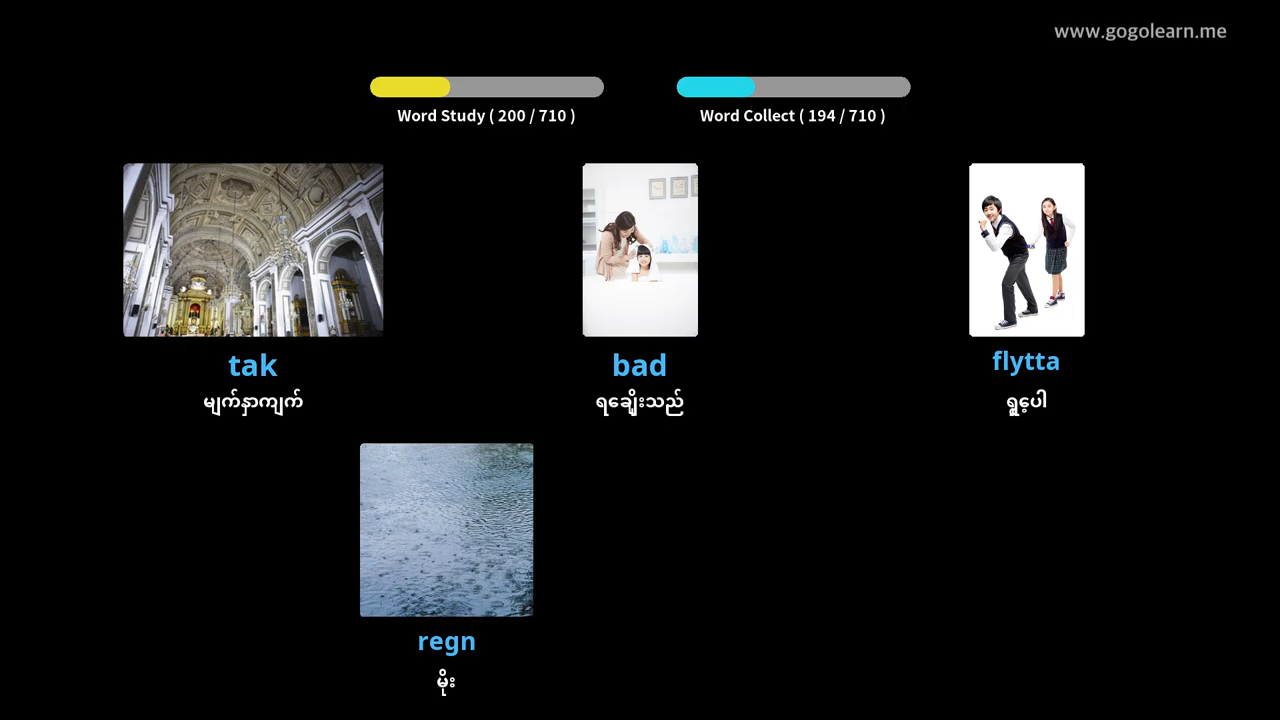 www.gogolearn.me
Word Study ( 200 / 710 )
Word Collect ( 194 / 710 )
tak
bad
flytta
မျက်နှာကျက်
ရေချိုးသည်
ရွှေ့ပါ
regn
မိုး